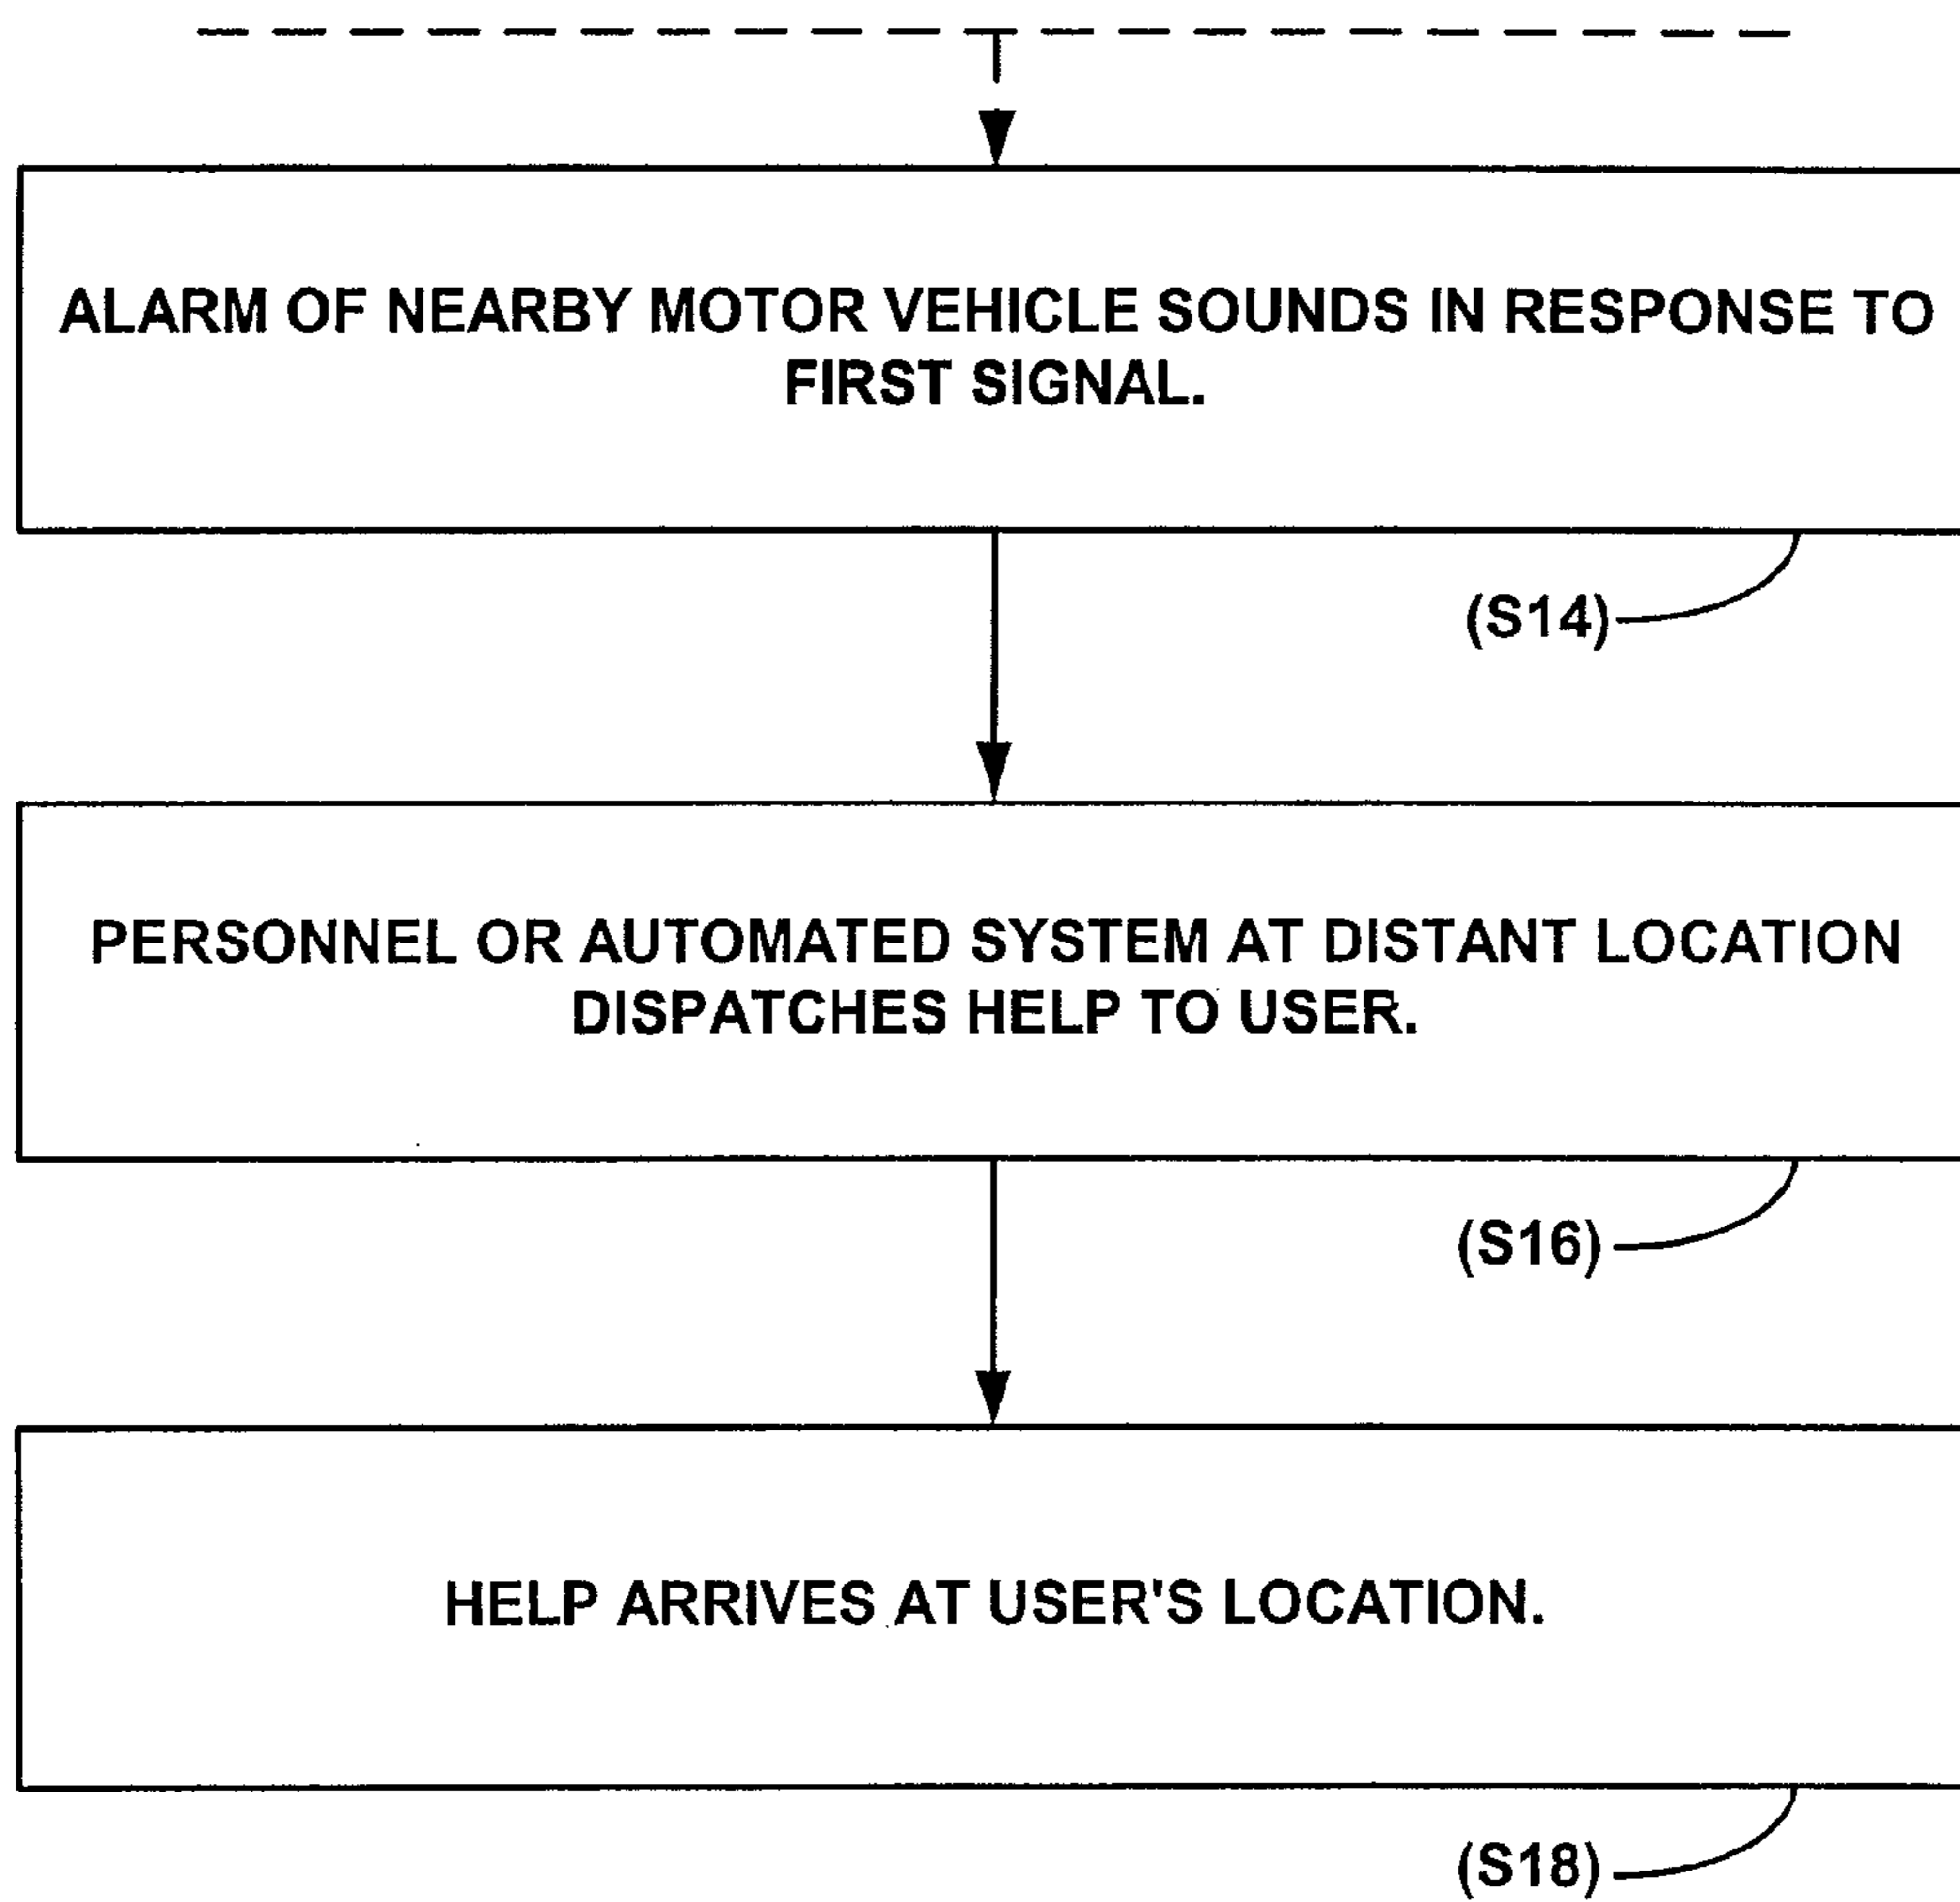 ALARM OF NEARBY MOTOR VEHICLE SOUNDS IN RESPONSE TO
FIRST SIGNAL.
(S14)
PERSONNEL OR AUTOMATED SYSTEM AT DISTANT LOCATION
DISPATCHES HELP TO USER.
(S16)
HELP ARRIVES AT USER'S LOCATION.
(S18)